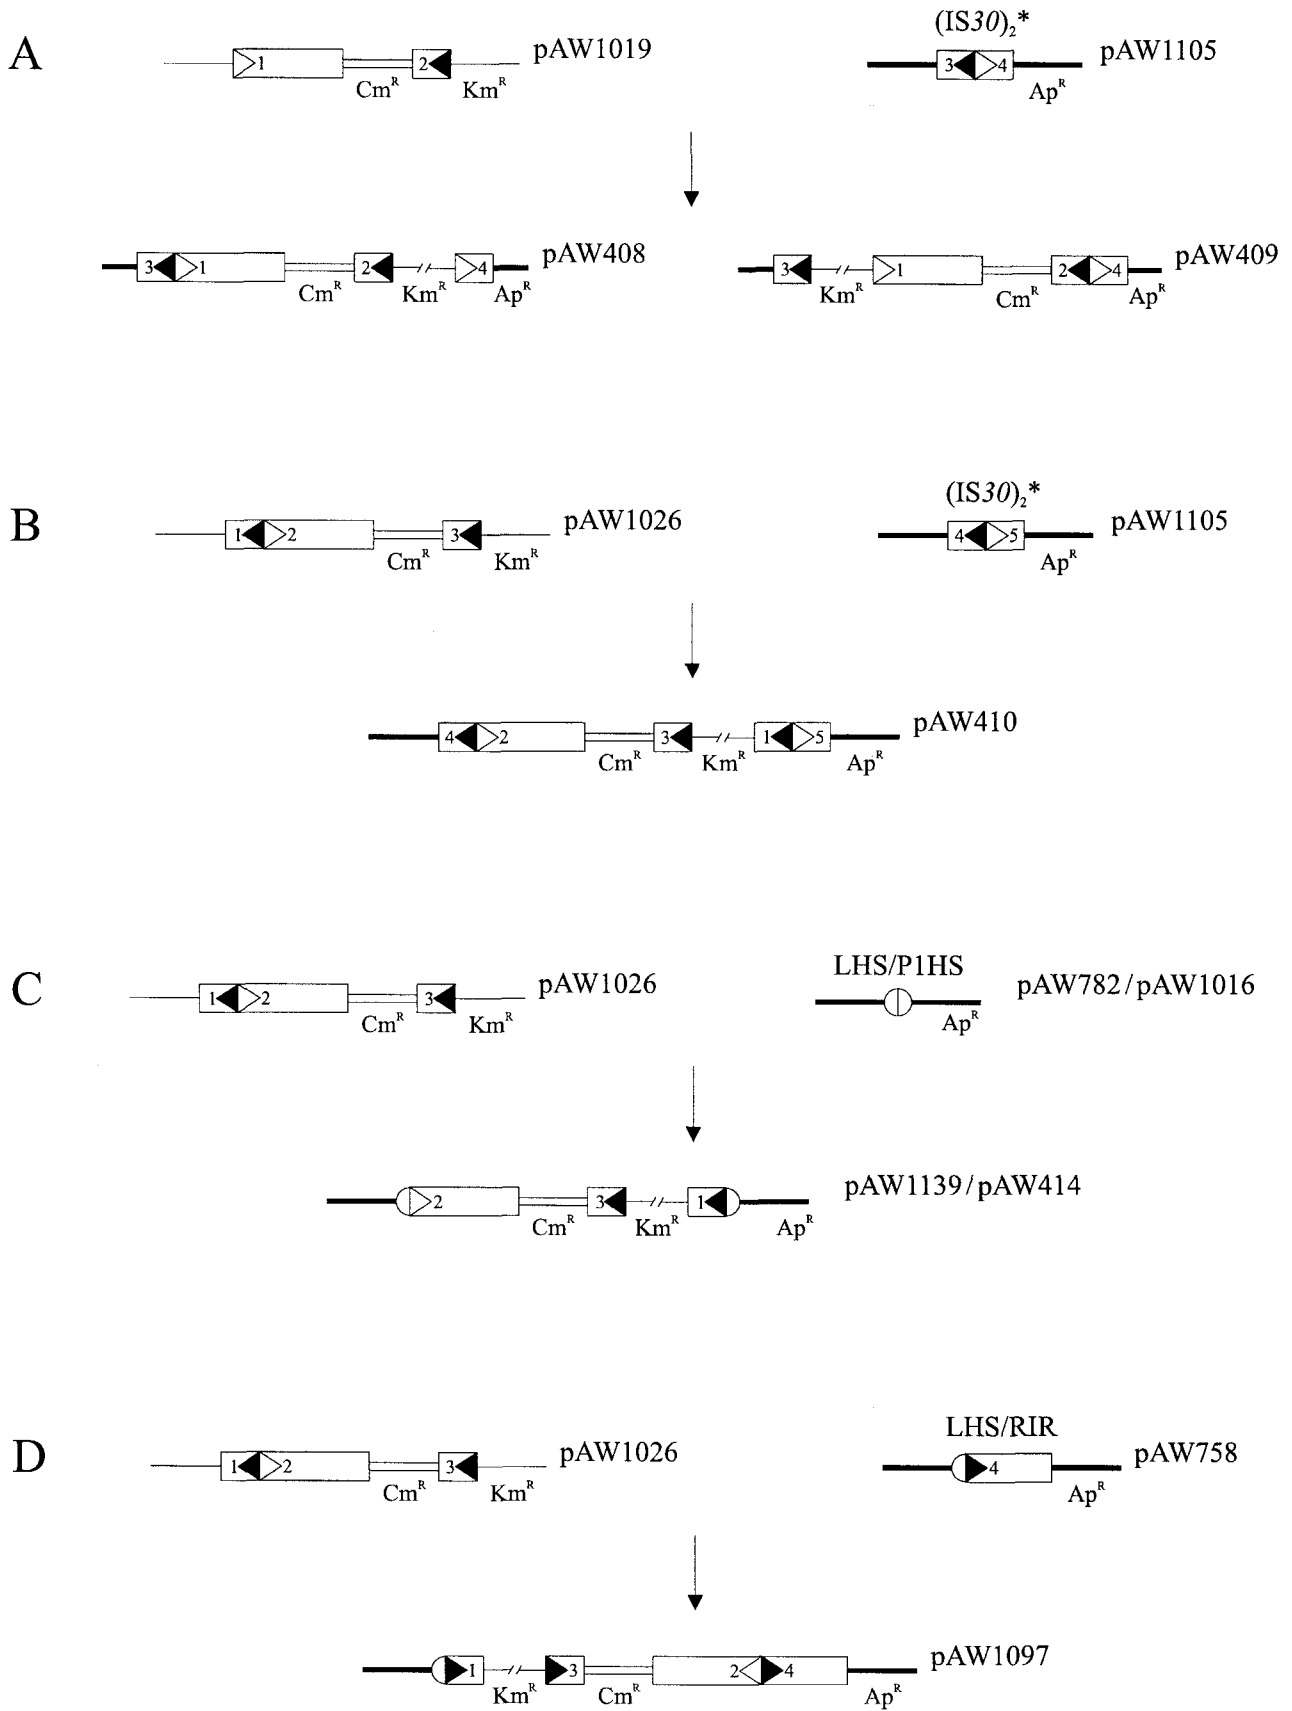 A
1 2 pAW1019
Cm^R Km^R
(IS30)₂*
3 4 pAW1105
Ap^R
3 1 2 4 pAW408
Cm^R Km^R Ap^R
3 1 2 4 pAW409
Km^R Cm^R Ap^R
B
1 2 3 pAW1026
Cm^R Km^R
(IS30)₂*
4 5 pAW1105
Ap^R
4 2 3 1 5 pAW410
Cm^R Km^R Ap^R
C
1 2 3 pAW1026
Cm^R Km^R
LHS/P1HS
pAW782/pAW1016
Ap^R
2 3 1 pAW1139/pAW414
Cm^R Km^R Ap^R
D
1 2 3 pAW1026
Cm^R Km^R
LHS/RIR
4 pAW758
Ap^R
1 3 2 4 pAW1097
Km^R Cm^R Ap^R